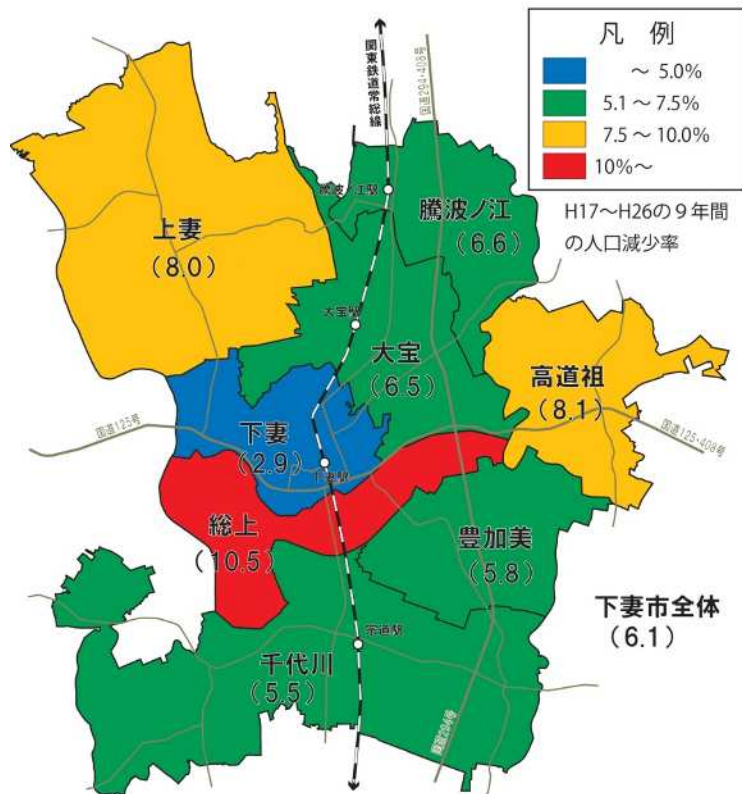 凡 例
～ 5.0%
5.1 ～ 7.5%
7.5 ～ 10.0%
10%～
H17～H26の9年間
の人口減少率
関東鉄道常総線
国道294・408号
騰波ノ江駅
騰波ノ江
(6.6)
上妻
(8.0)
大宝駅
大宝
(6.5)
高道祖
(8.1)
国道125号
国道125・408号
下妻
(2.9)
下妻駅
総上
(10.5)
豊加美
(5.8)
下妻市全体
(6.1)
宗道駅
千代川
(5.5)
国道294号